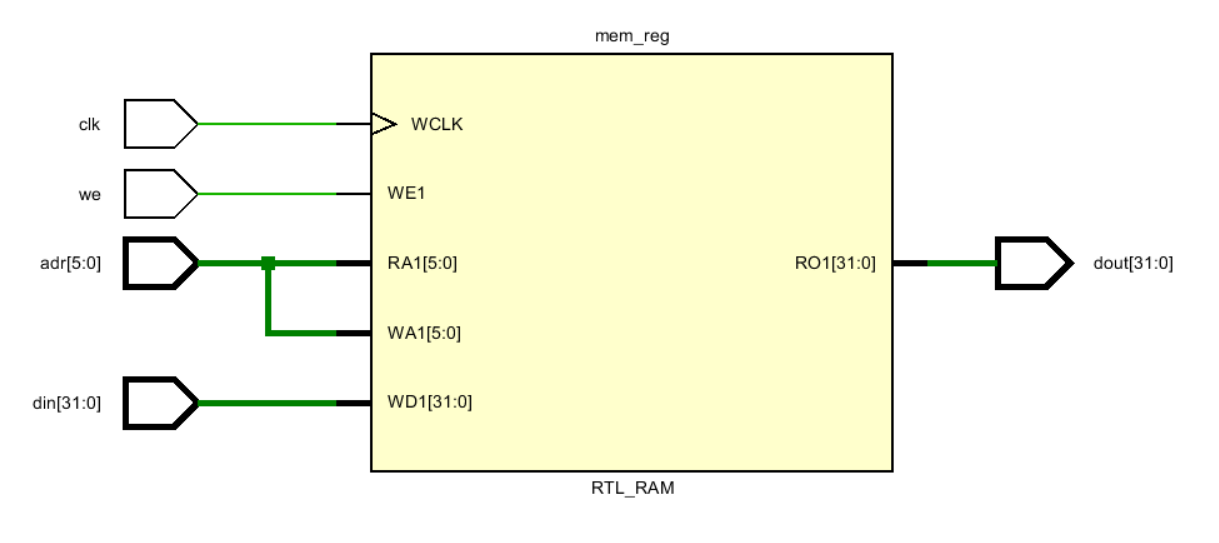 mem_reg
clk
WCLK
we
WE1
adr[5:0]
RA1[5:0]
RO1[31:0]
dout[31:0]
WA1[5:0]
din[31:0]
WD1[31:0]
RTL_RAM